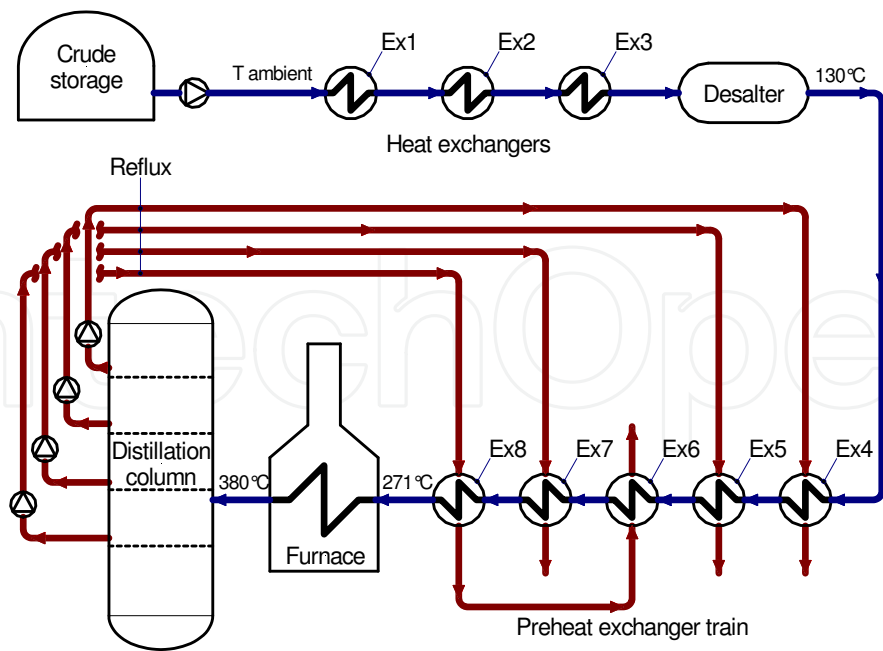 Crude
storage
T ambient
Ex1
Ex2
Ex3
Desalter
130°C
Heat exchangers
Reflux
Distillation
column
380°C
Furnace
271°C
Ex8
Ex7
Ex6
Ex5
Ex4
Preheat exchanger train